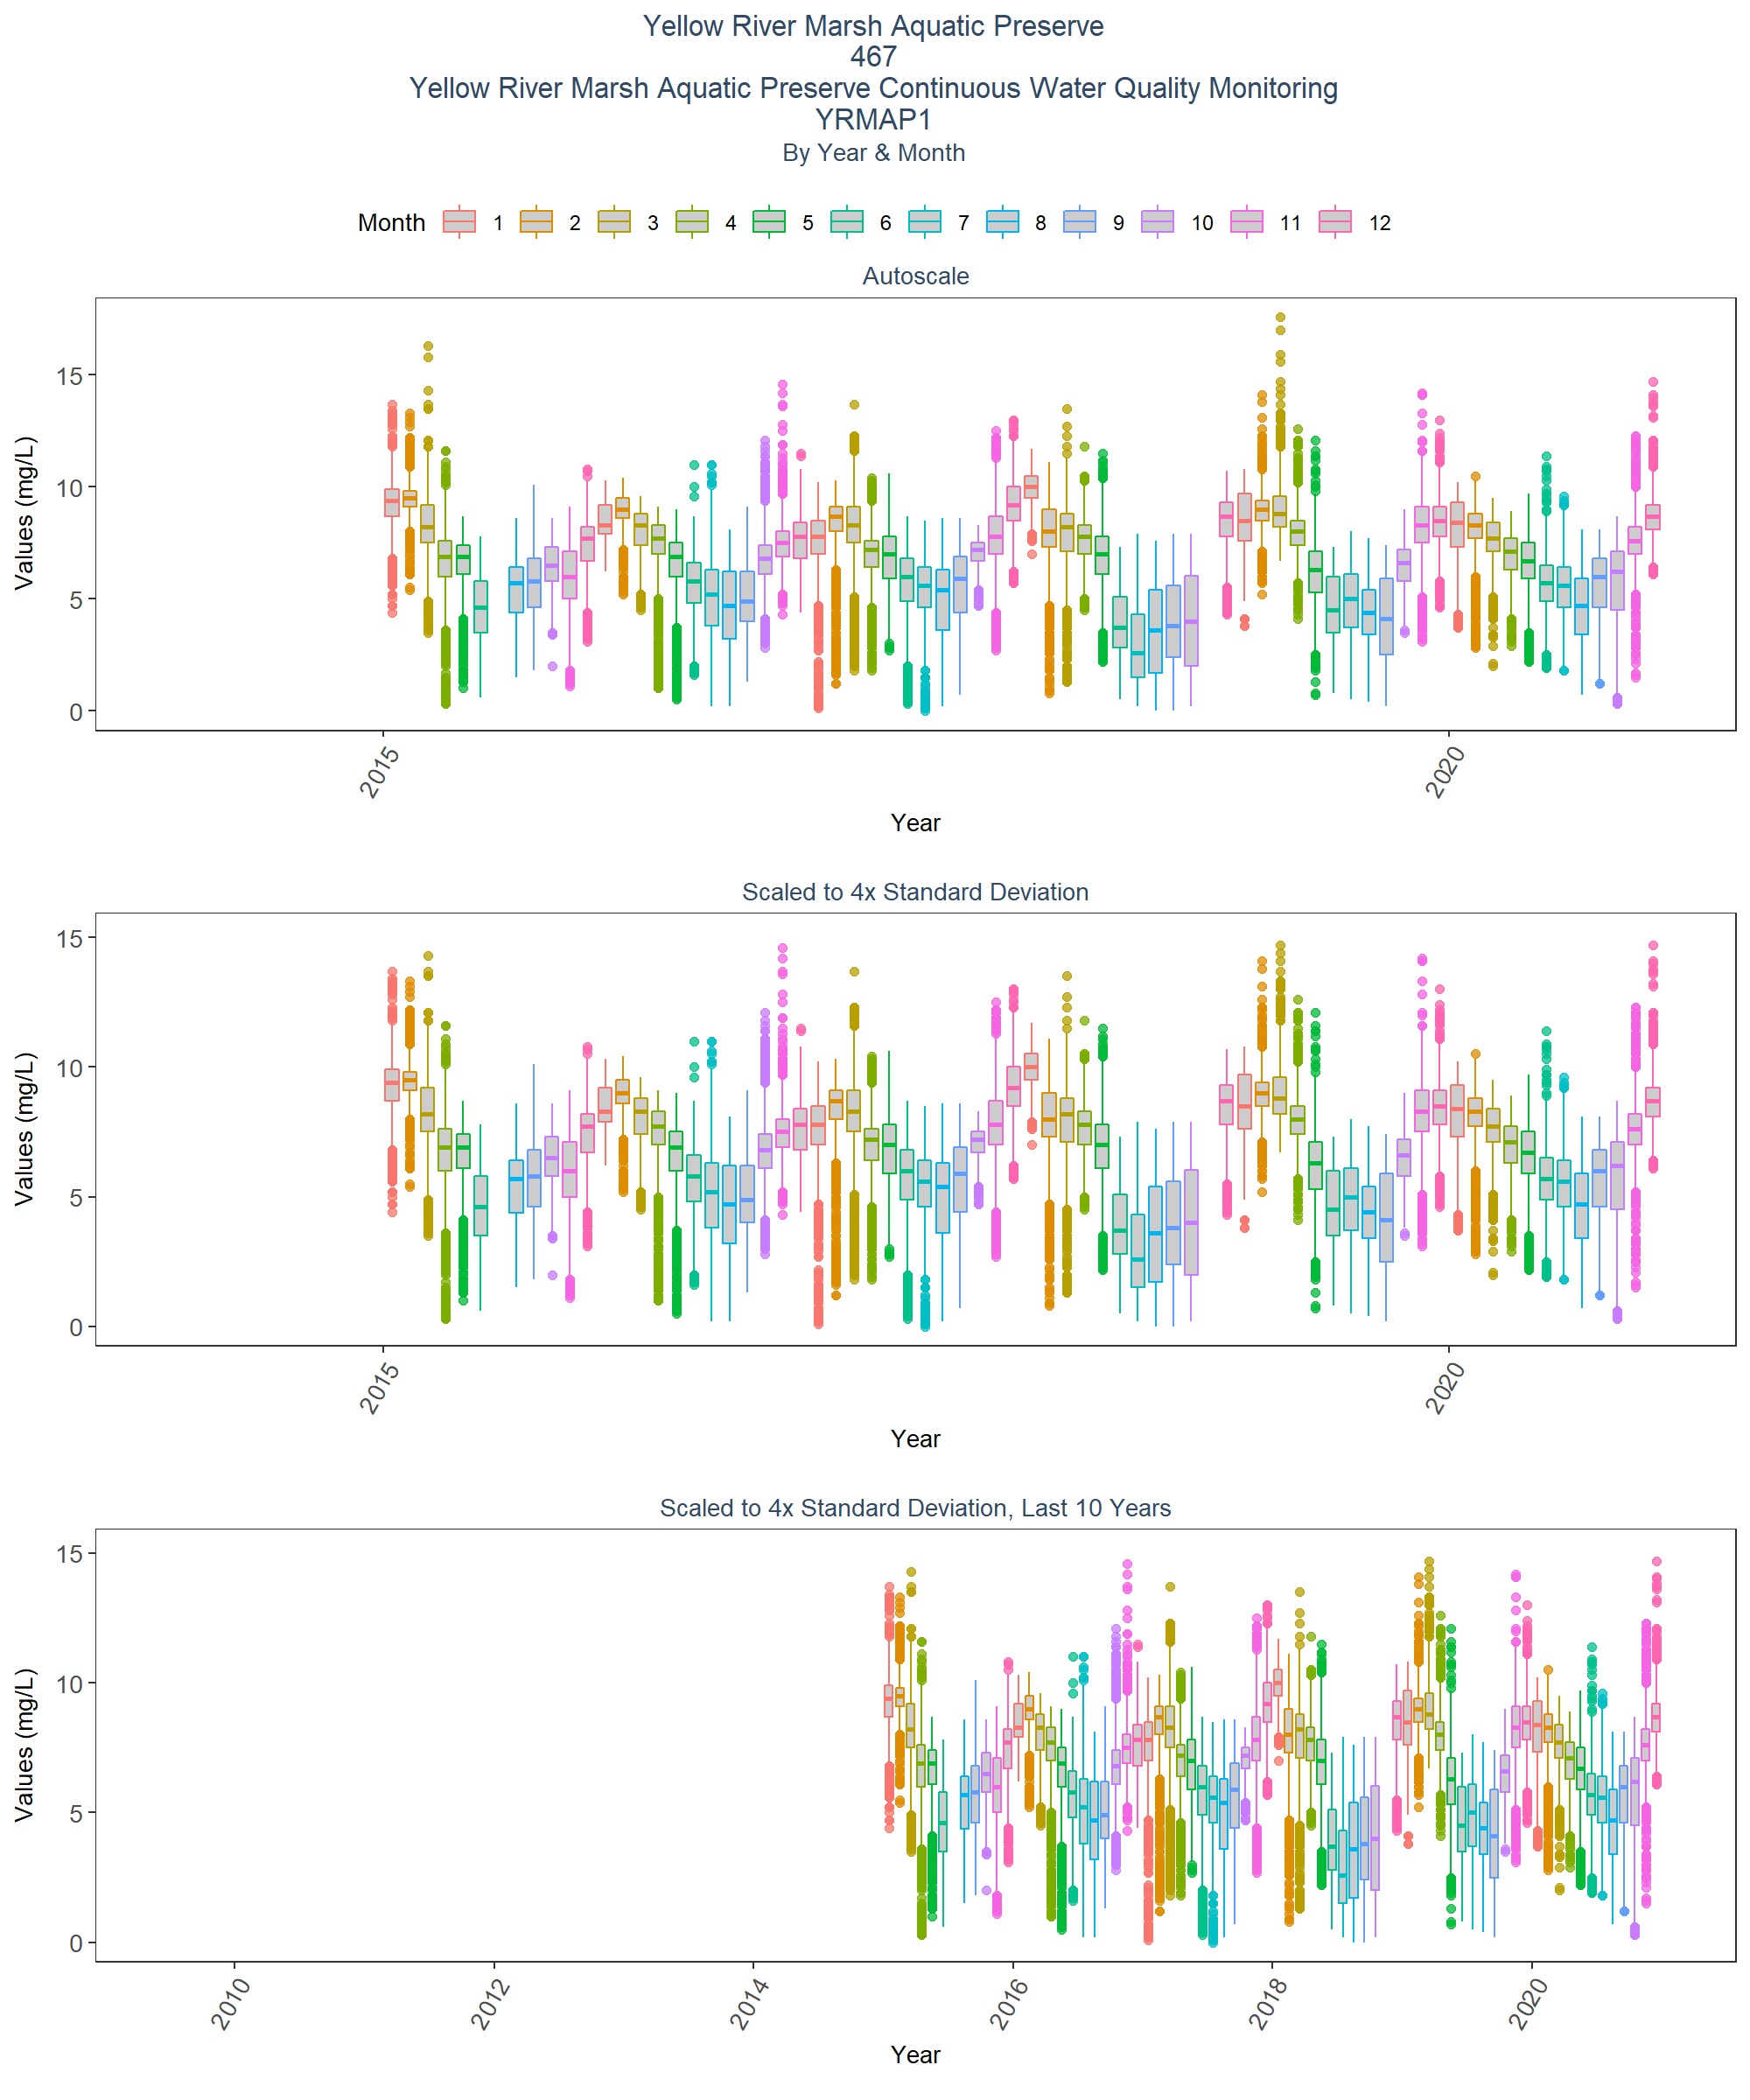 Yellow River Marsh Aquatic Preserve
467
Yellow River Marsh Aquatic Preserve Continuous Water Quality Monitoring
YRMAP1
By Year & Month
Month 1 2 3 4 5 6 7 8 9 10 11 12
Autoscale
Values (mg/L)
15
10
5
0
2015 2020
Year
Scaled to 4x Standard Deviation
Values (mg/L)
15
10
5
0
2015 2020
Year
Scaled to 4x Standard Deviation, Last 10 Years
Values (mg/L)
15
10
5
0
2010 2012 2014 2016 2018 2020
Year